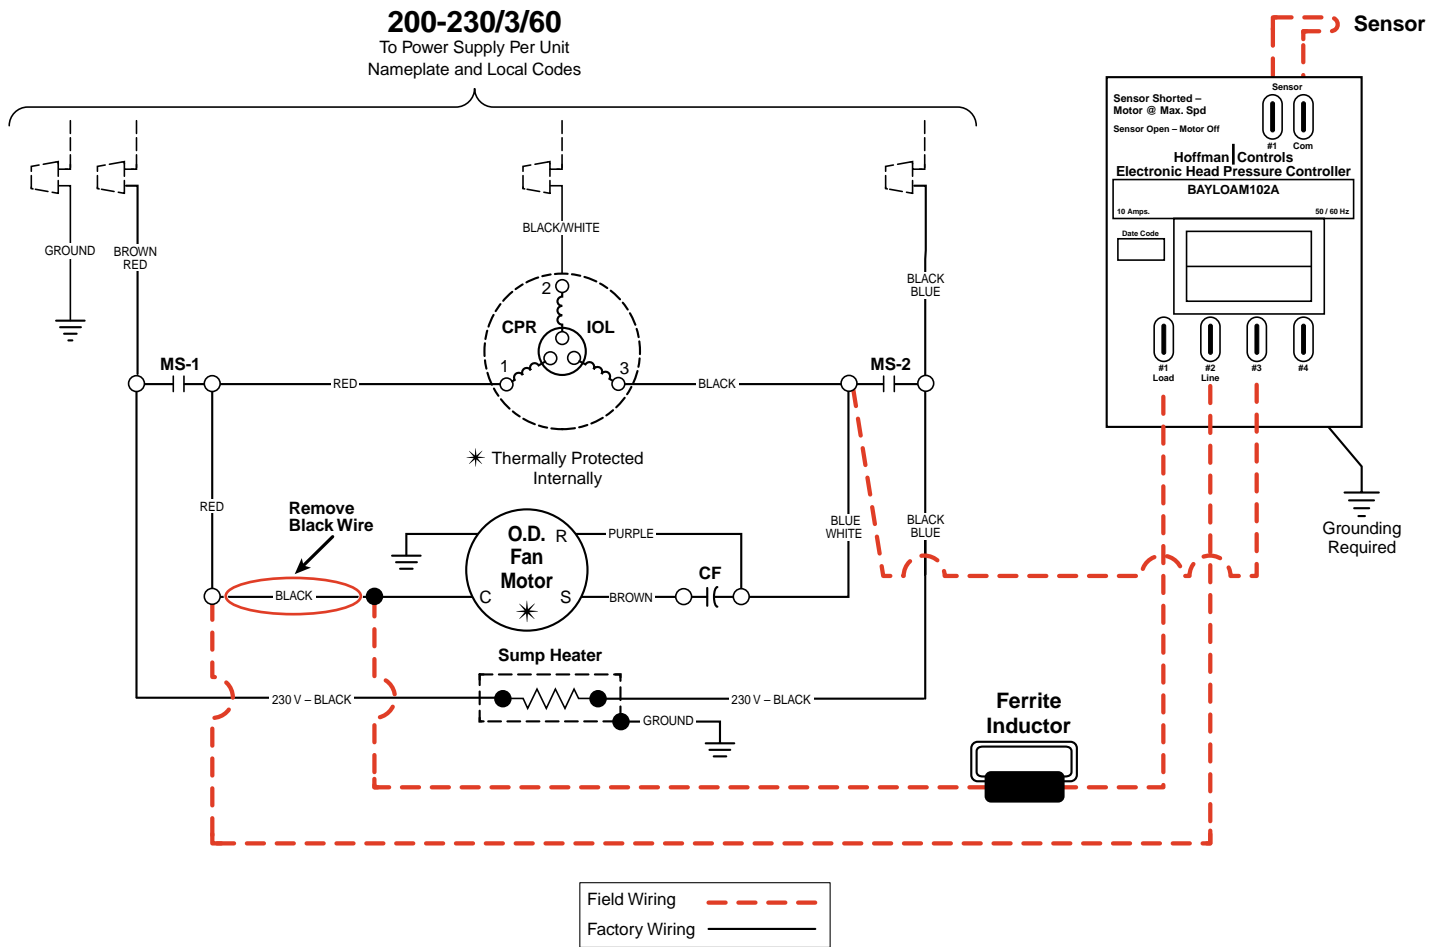 200-230/3/60
To Power Supply Per Unit
Nameplate and Local Codes
Sensor
Sensor
Sensor Shorted –
Motor @ Max. Spd
Sensor Open – Motor Off
#1
Com
Hoffman Controls
Electronic Head Pressure Controller
BAYLOAM102A
10 Amps.
50 / 60 Hz
Date Code
#1
Load
#2
Line
#3
#4
Grounding
Required
GROUND
BROWN
RED
BLACK/WHITE
BLACK
BLUE
2
CPR
IOL
1
3
MS-1
RED
BLACK
MS-2
Thermally Protected
Internally
RED
Remove
Black Wire
BLACK
O.D.
Fan
Motor
R
C
S
PURPLE
BROWN
CF
BLUE
WHITE
BLACK
BLUE
Sump Heater
230 V – BLACK
230 V – BLACK
GROUND
Ferrite
Inductor
Field Wiring
Factory Wiring